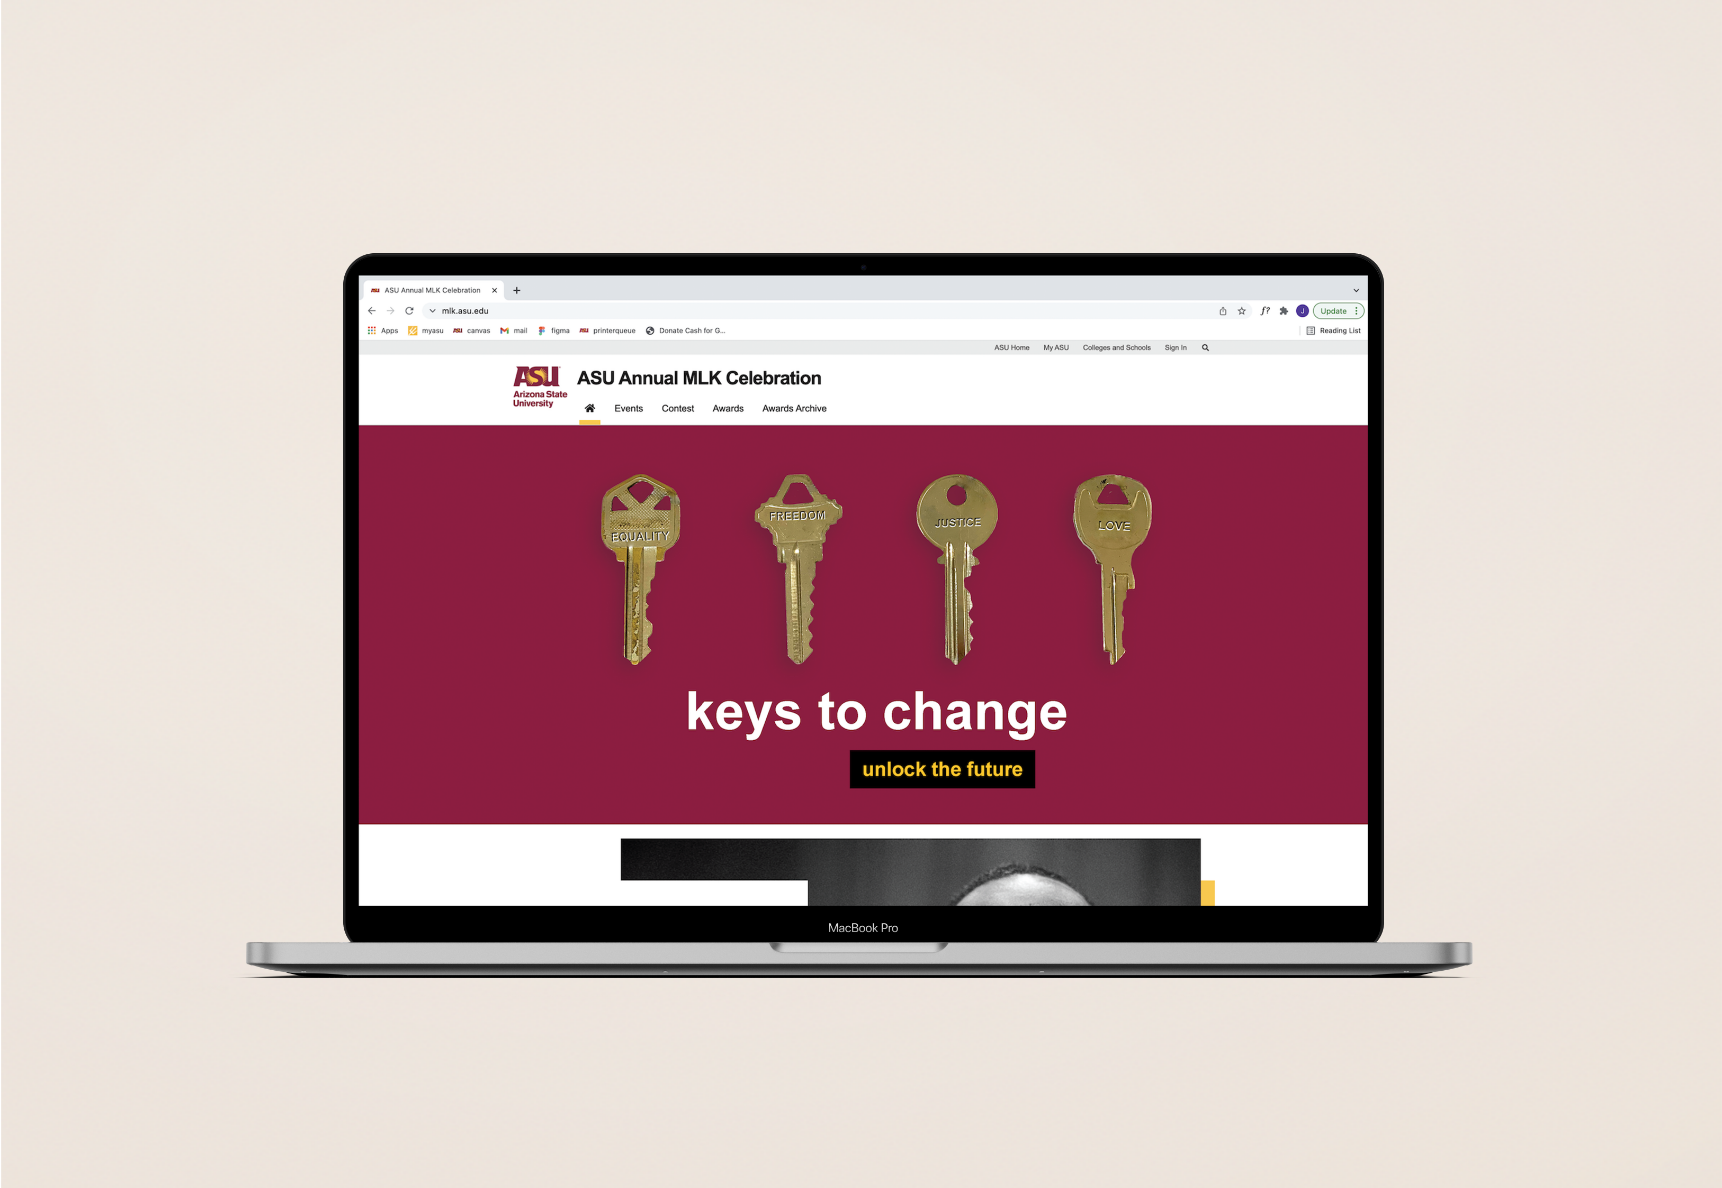 ASU Annual MLK Celebration
mlk.asu.edu
Update
Apps myasu ASU canvas mail figma ASU printerqueue Donate Cash for G...
Reading List
ASU Home My ASU Colleges and Schools Sign In
ASU
Arizona State
University
ASU Annual MLK Celebration
Events Contest Awards Awards Archive
EQUALITY
FREEDOM
JUSTICE
LOVE
keys to change
unlock the future
MacBook Pro